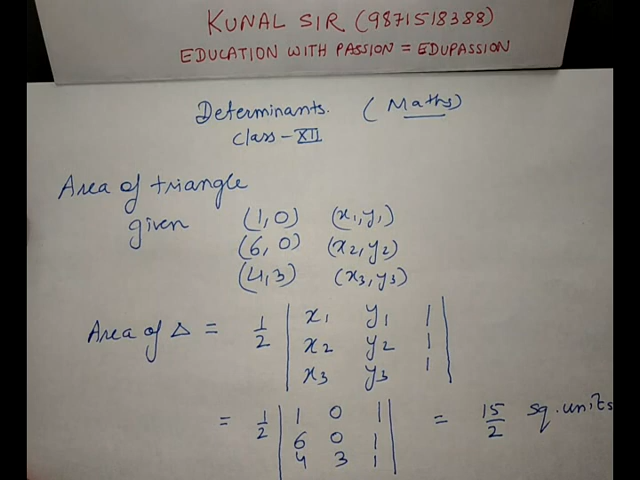 KUNAL SIR (9871518388)
EDUCATION WITH PASSION = EDUPASSION
Determinants. (Maths)
Class-XII
Area of triangle
given (1,0) (x₁,y₁)
(6,0) (x₂,y₂)
(4,3) (x₃,y₃)
Area of Δ = 1/2 | x₁ y₁ 1 |
| x₂ y₂ 1 |
| x₃ y₃ 1 |
= 1/2 | 1 0 1 | = 15/2 sq.units
| 6 0 1 |
| 4 3 1 |